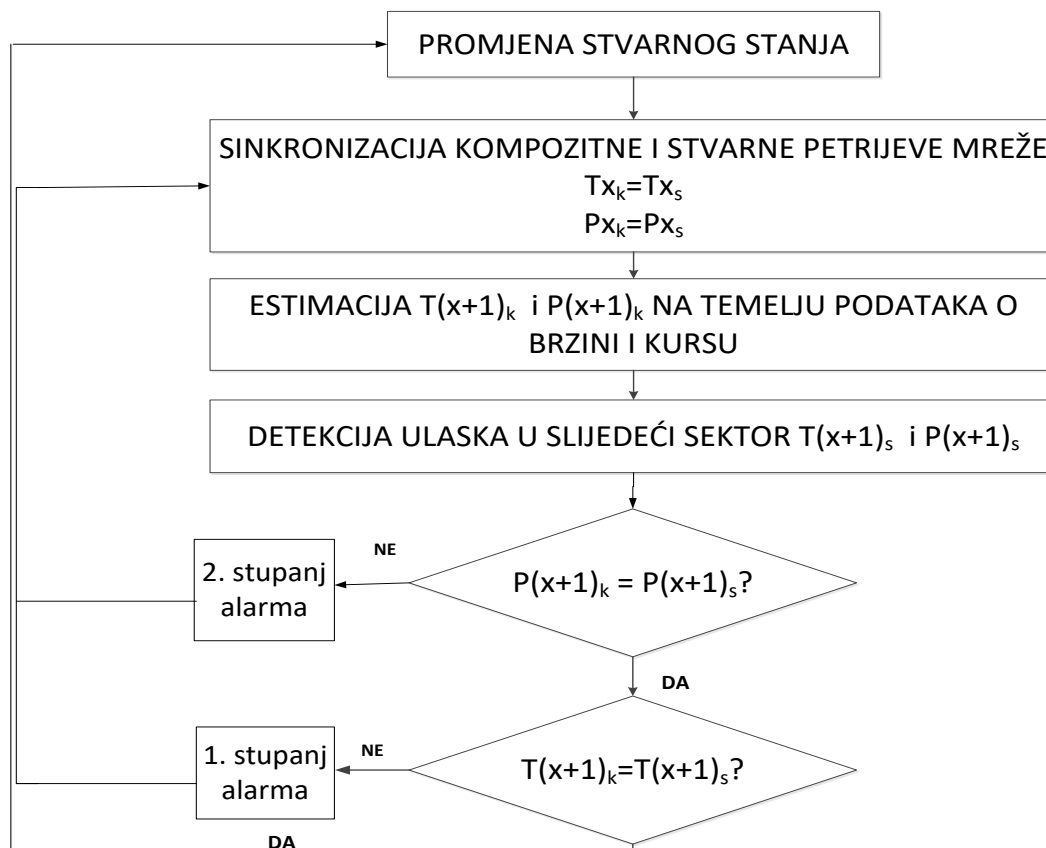 PROMJENA STVARNOG STANJA
SINKRONIZACIJA KOMPOZITNE I STVARNE PETRIJEVE MREŽE
Txₖ=Txₛ
Pxₖ=Pxₛ
ESTIMACIJA T(x+1)ₖ i P(x+1)ₖ NA TEMELJU PODATAKA O
BRZINI I KURSU
DETEKCIJA ULASKA U SLIJEDEĆI SEKTOR T(x+1)ₛ i P(x+1)ₛ
NE
2. stupanj
alarma
P(x+1)ₖ = P(x+1)ₛ?
DA
NE
1. stupanj
alarma
T(x+1)ₖ=T(x+1)ₛ?
DA